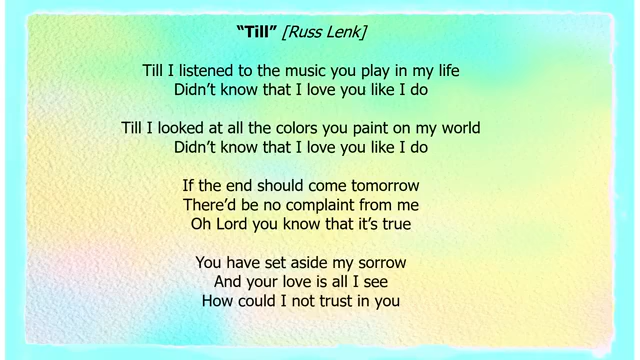 “Till” [Russ Lenk]
Till I listened to the music you play in my life
Didn’t know that I love you like I do
Till I looked at all the colors you paint on my world
Didn’t know that I love you like I do
If the end should come tomorrow
There’d be no complaint from me
Oh Lord you know that it’s true
You have set aside my sorrow
And your love is all I see
How could I not trust in you